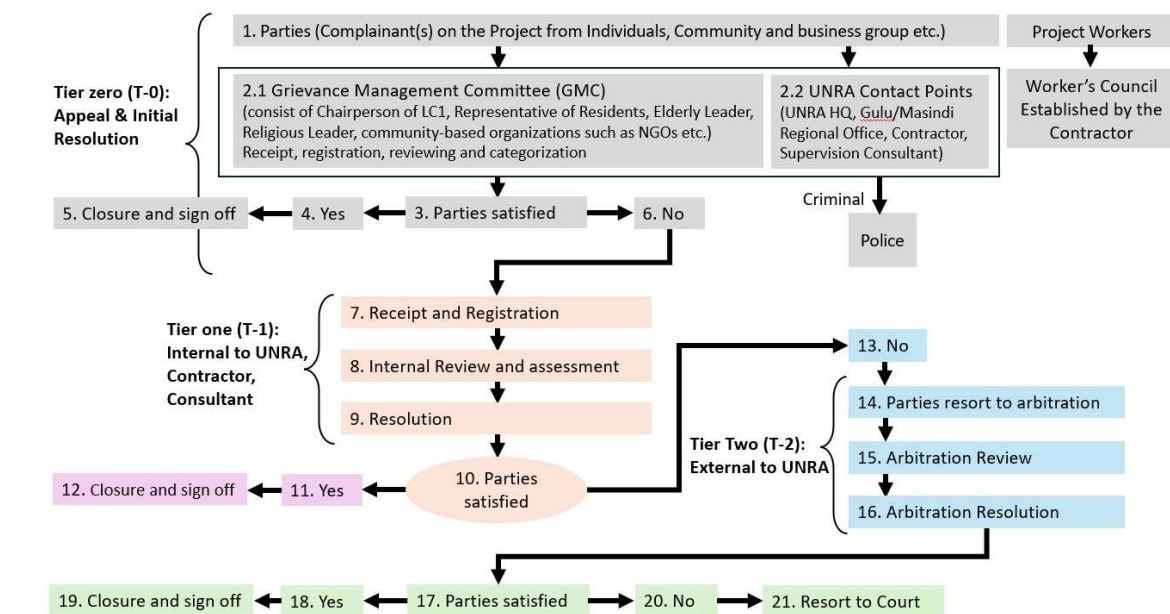 1. Parties (Complainant(s) on the Project from Individuals, Community and business group etc.)
Project Workers
Tier zero (T-0):
Appeal & Initial
Resolution
2.1 Grievance Management Committee (GMC)
(consist of Chairperson of LC1, Representative of Residents, Elderly Leader,
Religious Leader, community-based organizations such as NGOs etc.)
Receipt, registration, reviewing and categorization
2.2 UNRA Contact Points
(UNRA HQ, Gulu/Masindi
Regional Office, Contractor,
Supervision Consultant)
Worker's Council
Established by the
Contractor
Criminal
Police
5. Closure and sign off
4. Yes
3. Parties satisfied
6. No
Tier one (T-1):
Internal to UNRA,
Contractor,
Consultant
7. Receipt and Registration
8. Internal Review and assessment
9. Resolution
10. Parties
satisfied
11. Yes
12. Closure and sign off
13. No
Tier Two (T-2):
External to UNRA
14. Parties resort to arbitration
15. Arbitration Review
16. Arbitration Resolution
19. Closure and sign off
18. Yes
17. Parties satisfied
20. No
21. Resort to Court